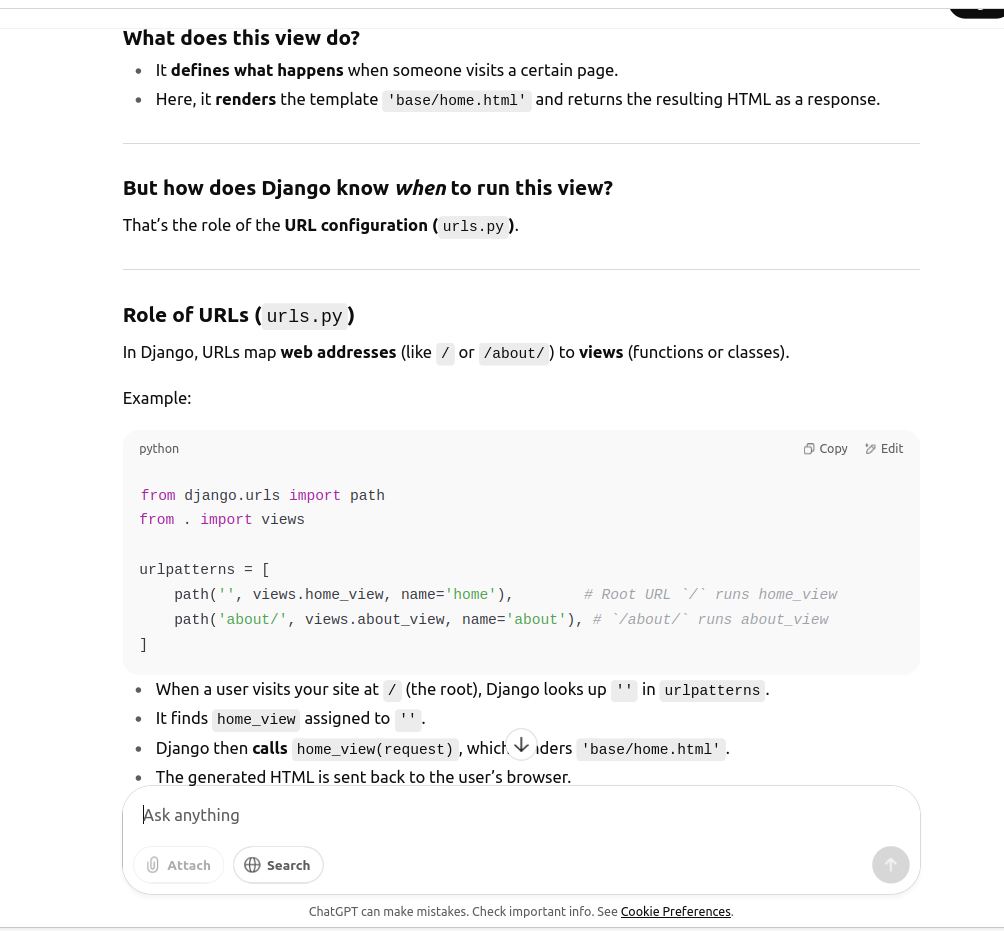 What does this view do?
It defines what happens when someone visits a certain page.
Here, it renders the template 'base/home.html' and returns the resulting HTML as a response.
But how does Django know when to run this view?
That’s the role of the URL configuration (urls.py).
Role of URLs (urls.py)
In Django, URLs map web addresses (like / or /about/) to views (functions or classes).
Example:
python Copy Edit
from django.urls import path
from . import views
urlpatterns = [
    path('', views.home_view, name='home'),        # Root URL `/` runs home_view
    path('about/', views.about_view, name='about'), # `/about/` runs about_view
]
When a user visits your site at / (the root), Django looks up '' in urlpatterns.
It finds home_view assigned to ''.
Django then calls home_view(request), 'base/home.html'.
The generated HTML is sent back to the user’s browser.
Ask anything
Attach Search
ChatGPT can make mistakes. Check important info. See Cookie Preferences.